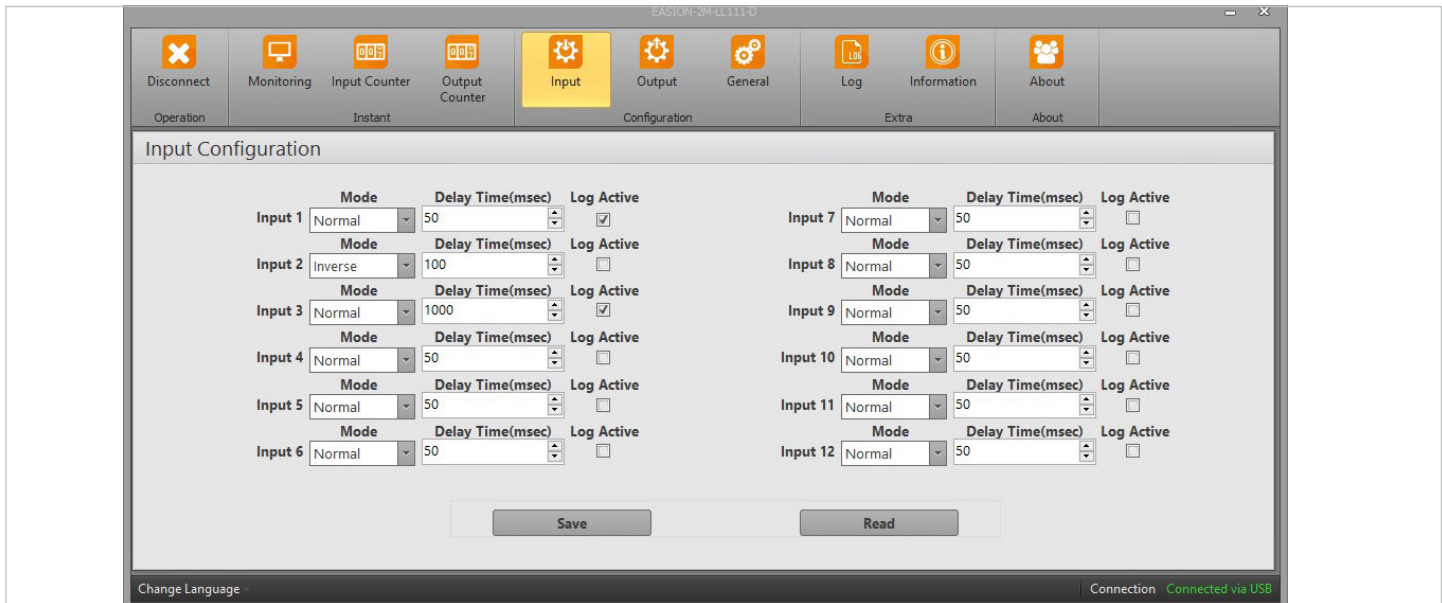 EASION-2M-LL111-D
Disconnect Monitoring Input Counter Output Counter Input Output General Log Information About
Operation Instant Configuration Extra About
Input Configuration
Mode Delay Time(msec) Log Active Mode Delay Time(msec) Log Active
Input 1 Normal 50 Input 7 Normal 50
Mode Delay Time(msec) Log Active Mode Delay Time(msec) Log Active
Input 2 Inverse 100 Input 8 Normal 50
Mode Delay Time(msec) Log Active Mode Delay Time(msec) Log Active
Input 3 Normal 1000 Input 9 Normal 50
Mode Delay Time(msec) Log Active Mode Delay Time(msec) Log Active
Input 4 Normal 50 Input 10 Normal 50
Mode Delay Time(msec) Log Active Mode Delay Time(msec) Log Active
Input 5 Normal 50 Input 11 Normal 50
Mode Delay Time(msec) Log Active Mode Delay Time(msec) Log Active
Input 6 Normal 50 Input 12 Normal 50
Save Read
Change Language Connection Connected via USB